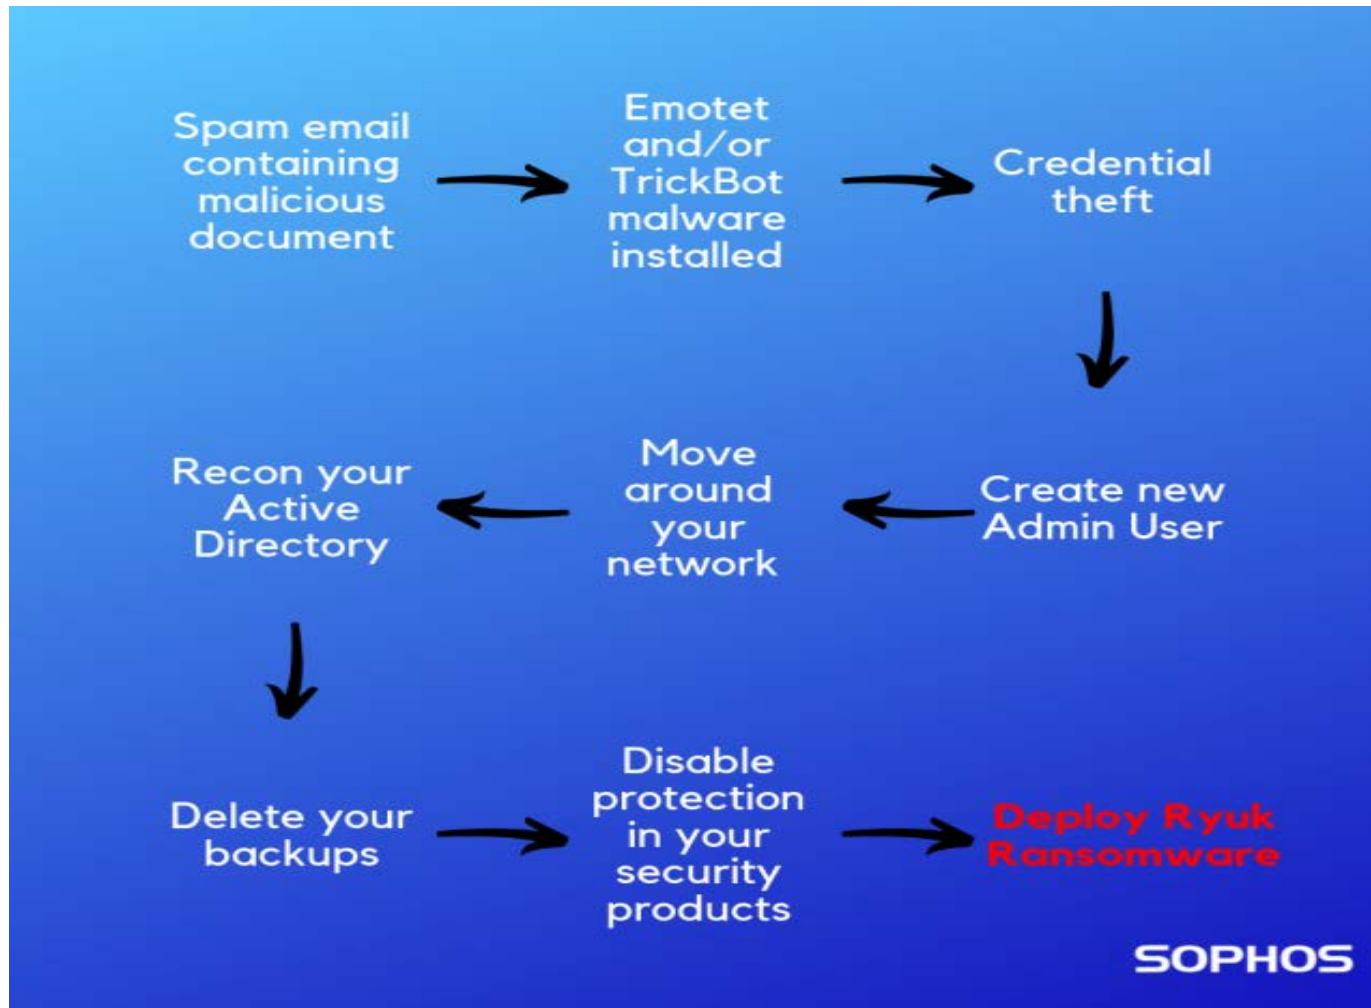 Spam email
containing
malicious
document
Emotet
and/or
TrickBot
malware
installed
Credential
theft
Create new
Admin User
Move
around
your
network
Recon your
Active
Directory
Delete your
backups
Disable
protection
in your
security
products
Deploy Ryuk
Ransomware
SOPHOS